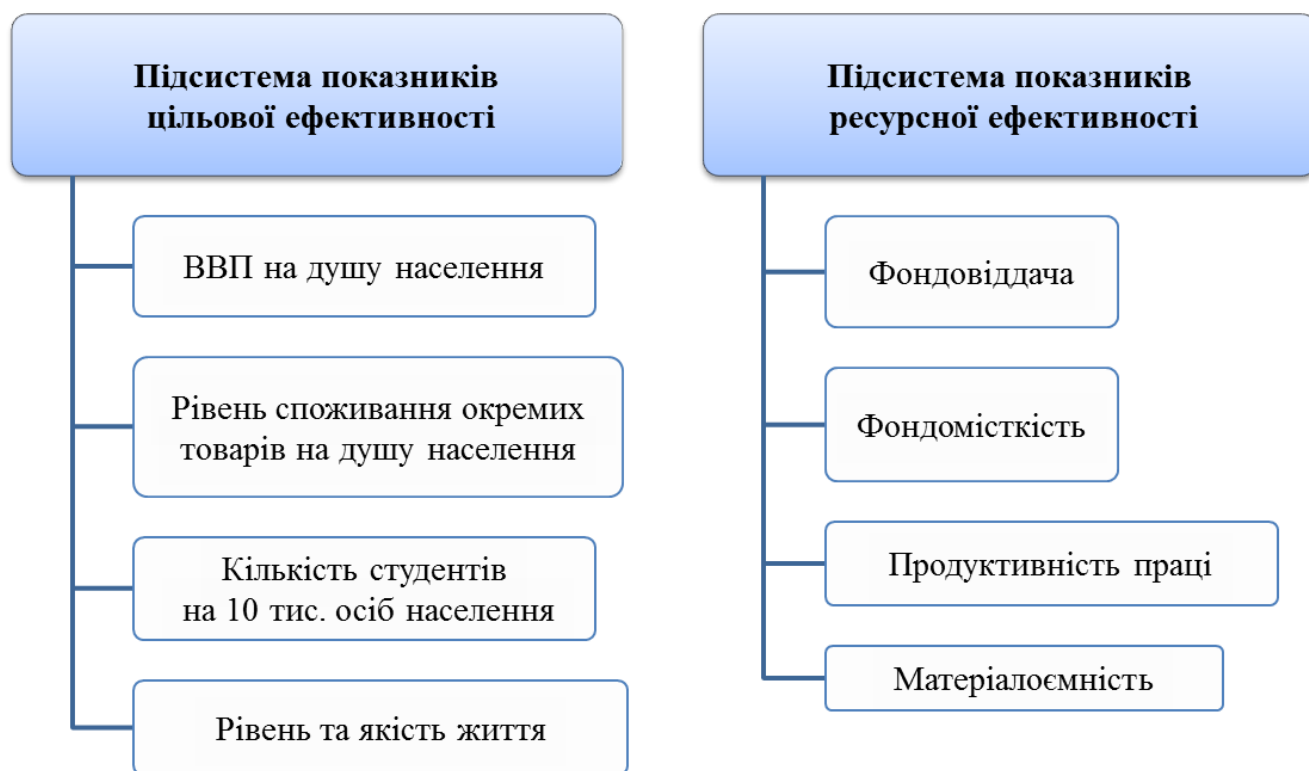 Підсистема показників
цільової ефективності
ВВП на душу населення
Рівень споживання окремих
товарів на душу населення
Кількість студентів
на 10 тис. осіб населення
Рівень та якість життя
Підсистема показників
ресурсної ефективності
Фондовіддача
Фондомісткість
Продуктивність праці
Матеріалоємність